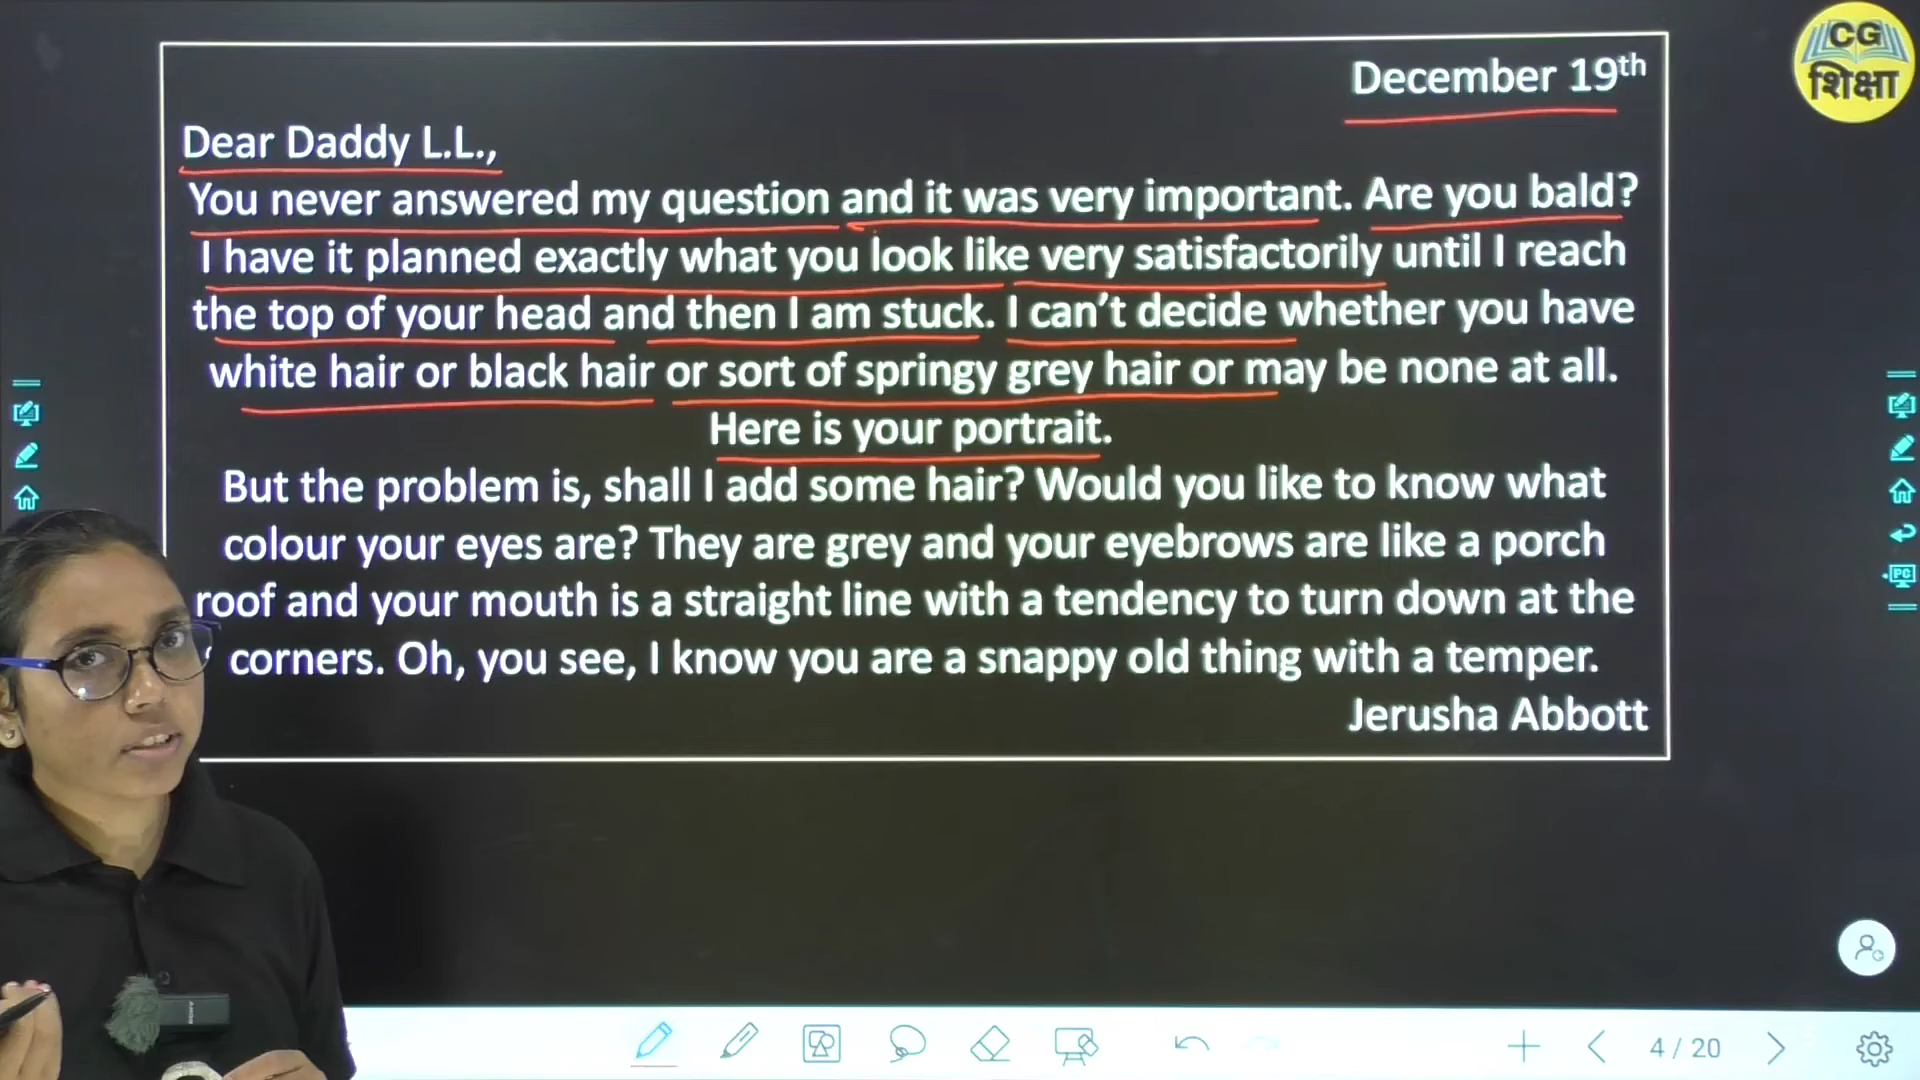 CG
शिक्षा
December 19th
Dear Daddy L.L.,
You never answered my question and it was very important. Are you bald?
I have it planned exactly what you look like very satisfactorily until I reach
the top of your head and then I am stuck. I can't decide whether you have
white hair or black hair or sort of springy grey hair or may be none at all.
Here is your portrait.
But the problem is, shall I add some hair? Would you like to know what
colour your eyes are? They are grey and your eyebrows are like a porch
roof and your mouth is a straight line with a tendency to turn down at the
corners. Oh, you see, I know you are a snappy old thing with a temper.
Jerusha Abbott
PC
4 / 20